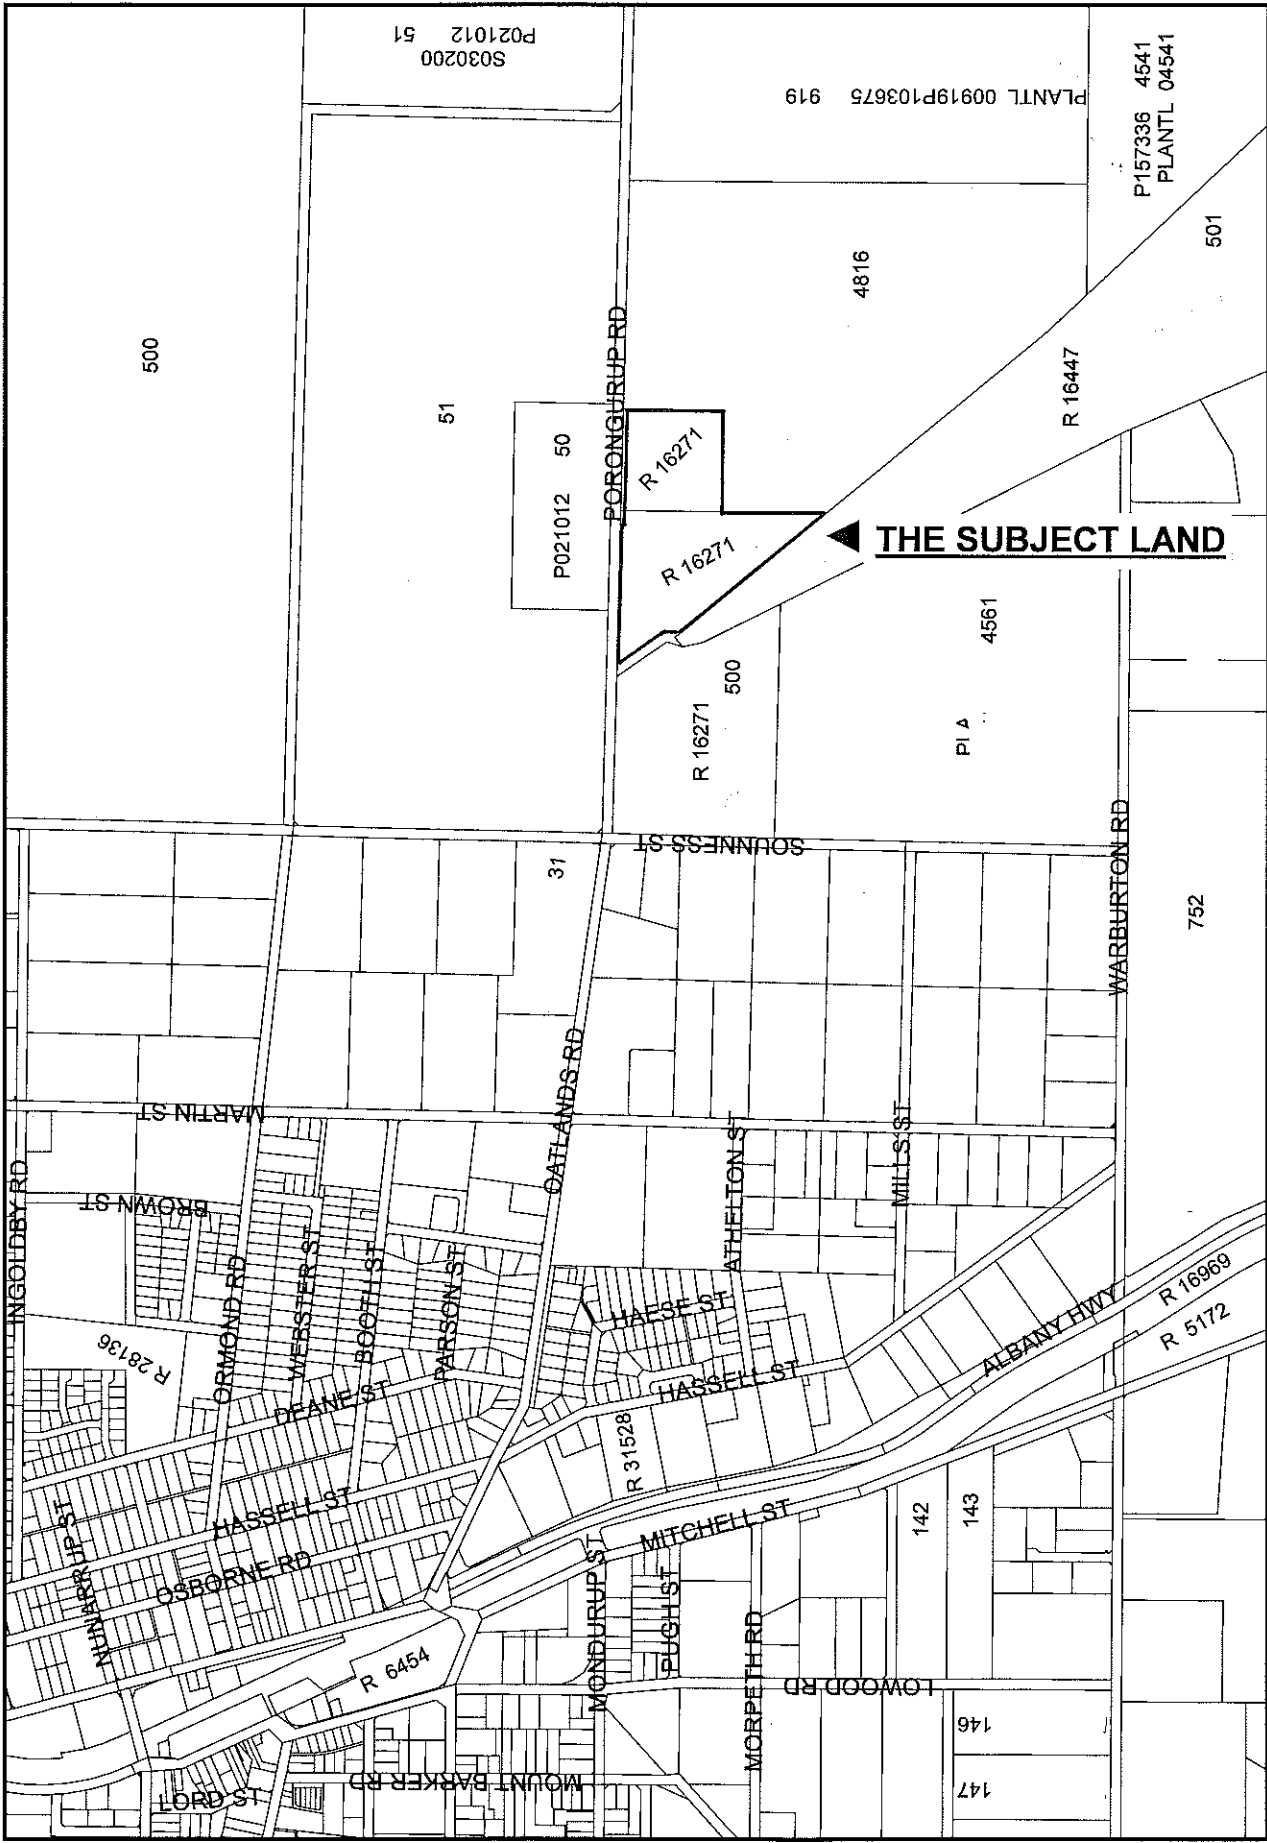 S030200
P021012 51
PLANTL 00919P103675 919
P157336 4541
PLANTL 04541
500
51
P021012 50
PORONGURUP RD
4816
501
R 16447
R 16271
R 16271
THE SUBJECT LAND
R 16271
500
4561
SOUNNESS ST
31
WARBURTON RD
752
OATLANDS RD
MARTIN ST
INGOLDBY RD
BROWN ST
ORMOND RD
WEBSTER ST
BOOTH ST
PARSON ST
ATHELTON ST
MILLS ST
R 28136
DEANE ST
HAESE ST
HASSELL ST
ALBANY HWY
R 16969
R 5172
R 31528
HASSELL ST
OSBORNE RD
MITCHELL ST
142
143
MONDURUP ST
PUGH ST
MORPETH RD
LOWOOD RD
R 6454
146
147
MOUNT BARKER RD
LORD ST